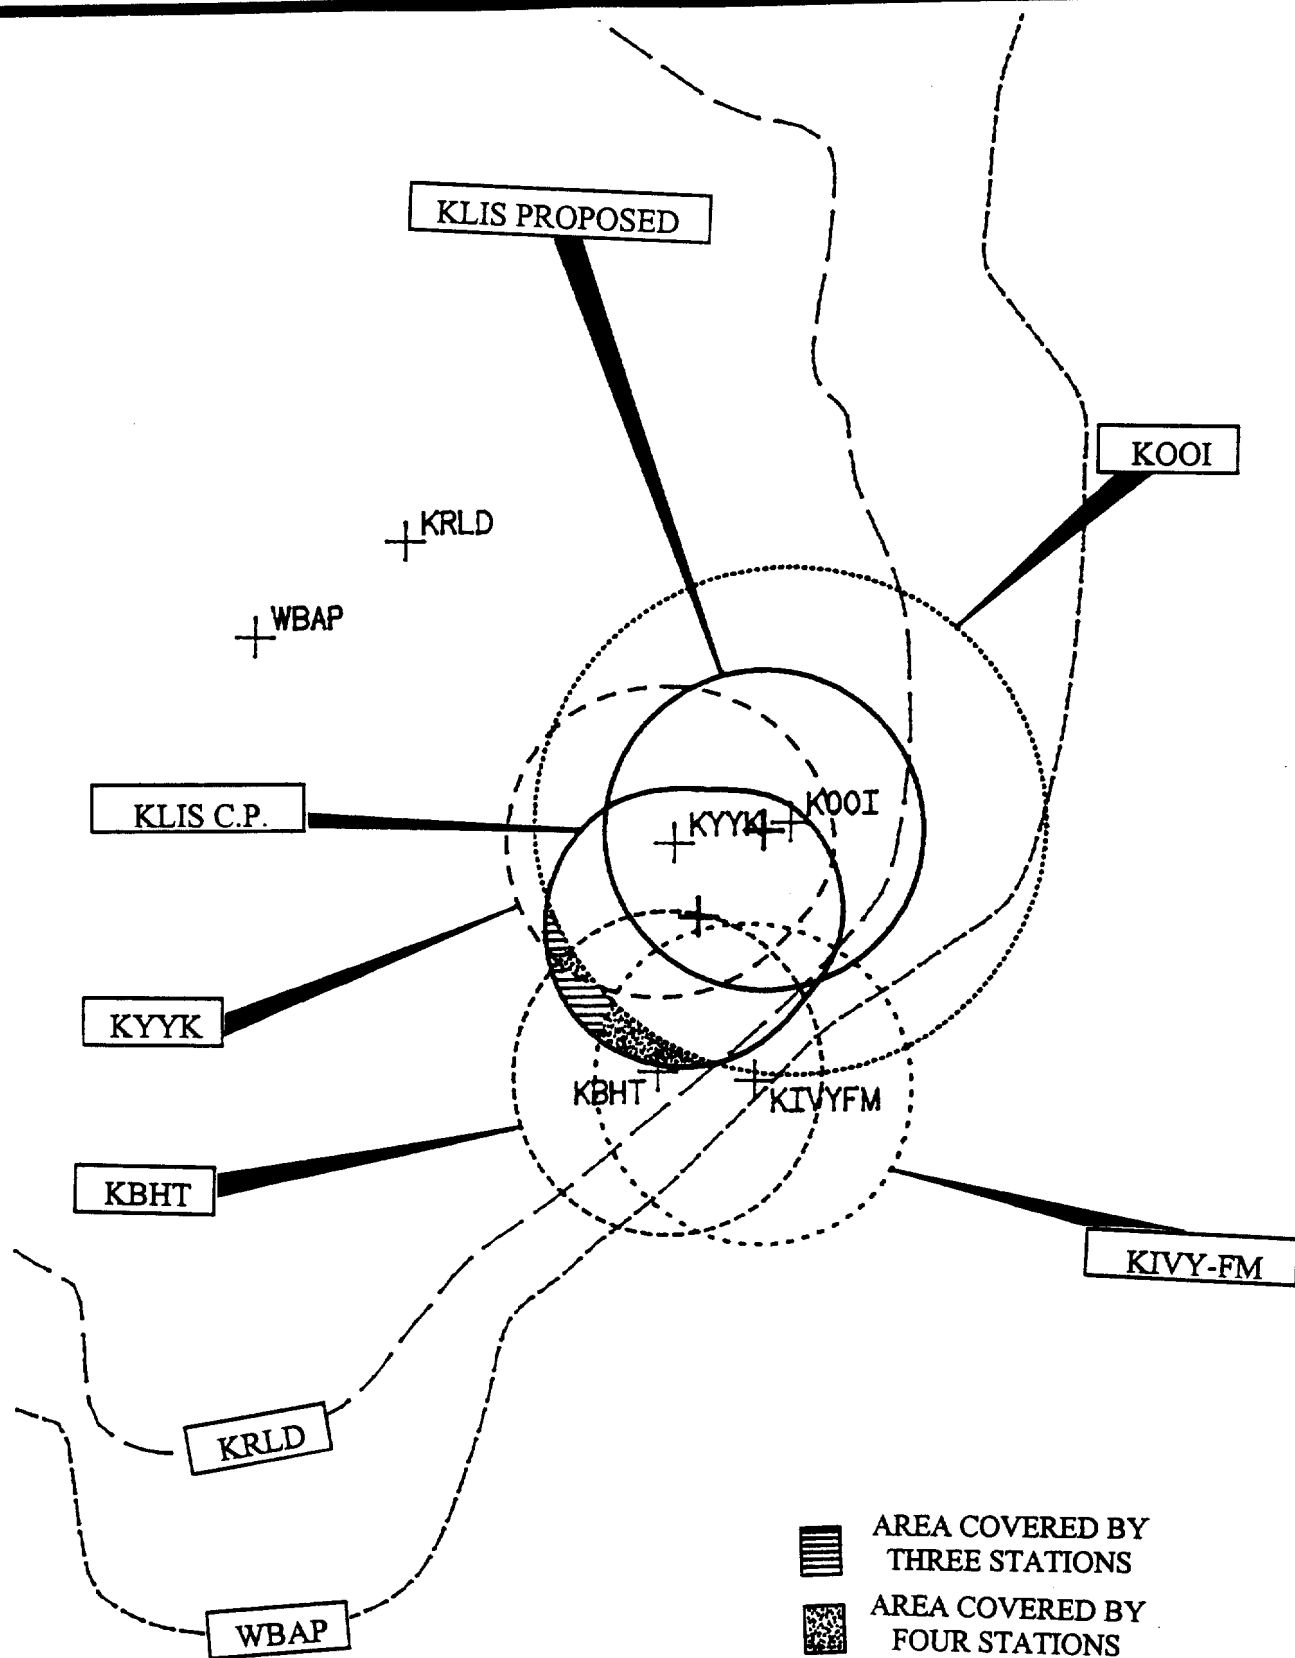 KLIS PROPOSED
KOOI
KRLD
WBAP
KLIS C.P.
KYYK
KOOI
KYYK
KBHT
KIVYFM
KBHT
KIVY-FM
KRLD
WBAP
AREA COVERED BY
THREE STATIONS
AREA COVERED BY
FOUR STATIONS